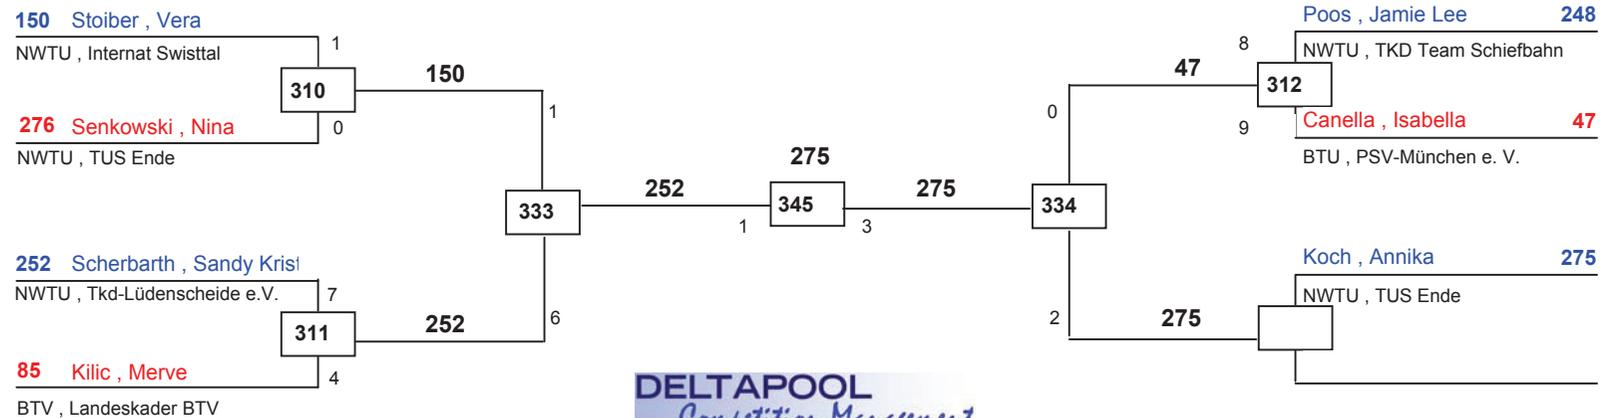 150 Stoiber , Vera
1
NWTU , Internat Swisttal
310
150
0
276 Senkowski , Nina
NWTU , TUS Ende
1
333
252
1
252 Scherbarth , Sandy Krist
7
NWTU , Tkd-Lüdenscheide e.V.
311
252
6
85 Kilic , Merve
4
BTV , Landeskader BTV
275
345
3
275
334
0
47
2
275
Poos , Jamie Lee 248
8
NWTU , TKD Team Schiefbahn
312
9
Canella , Isabella 47
BTU , PSV-München e. V.
Koch , Annika 275
NWTU , TUS Ende
DELTAPOOL
Competition Management